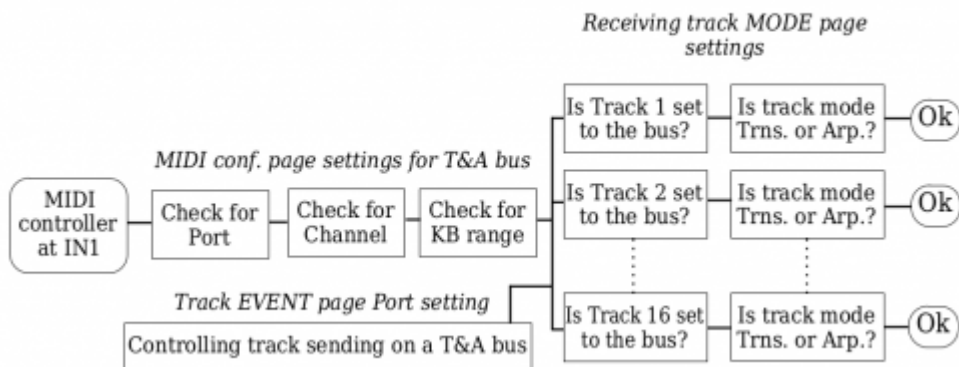 Receiving track MODE page
settings
Is Track 1 set
to the bus?
Is track mode
Trns. or Arp.?
Ok
MIDI conf. page settings for T&A bus
MIDI
controller
at IN1
Check for
Port
Check for
Channel
Check for
KB range
Is Track 2 set
to the bus?
Is track mode
Trns. or Arp.?
Ok
Track EVENT page Port setting
Controlling track sending on a T&A bus
Is Track 16 set
to the bus?
Is track mode
Trns. or Arp.?
Ok